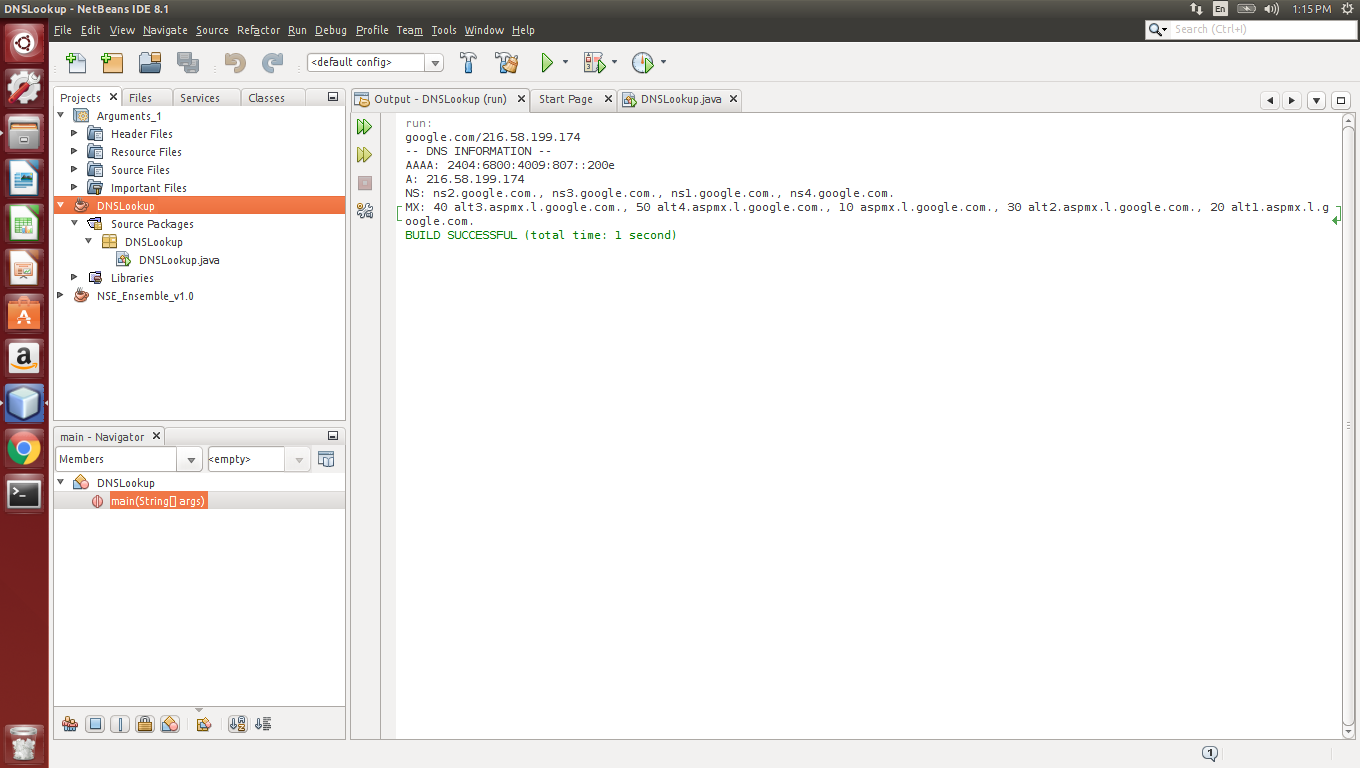 DNSLookup - NetBeans IDE 8.1
En
1:15 PM
File Edit View Navigate Source Refactor Run Debug Profile Team Tools Window Help
Search (Ctrl+I)
<default config>
Projects Files Services Classes
Arguments_1
Header Files
Resource Files
Source Files
Important Files
DNSLookup
Source Packages
DNSLookup
DNSLookup.java
Libraries
NSE_Ensemble_v1.0
main - Navigator
Members
<empty>
DNSLookup
main(String[] args)
Output - DNSLookup (run) Start Page DNSLookup.java
run:
google.com/216.58.199.174
-- DNS INFORMATION --
AAAA: 2404:6800:4009:807::200e
A: 216.58.199.174
NS: ns2.google.com., ns3.google.com., ns1.google.com., ns4.google.com.
MX: 40 alt3.aspmx.l.google.com., 50 alt4.aspmx.l.google.com., 10 aspmx.l.google.com., 30 alt2.aspmx.l.google.com., 20 alt1.aspmx.l.g
oogle.com.
BUILD SUCCESSFUL (total time: 1 second)
1